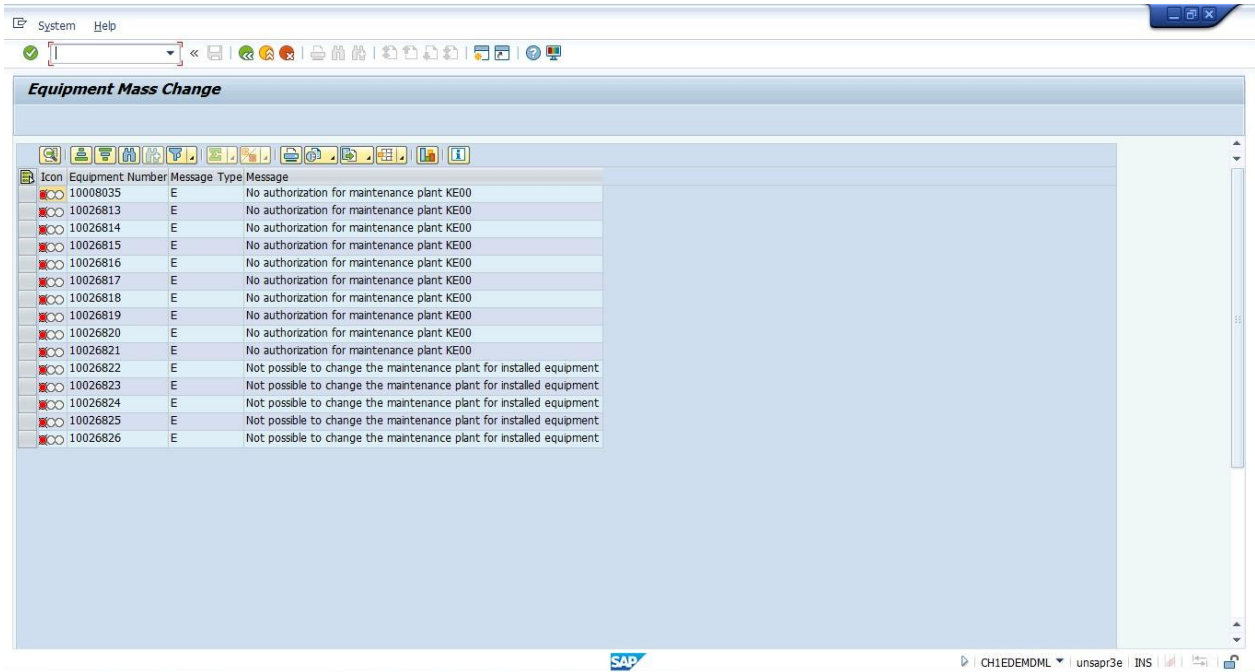 System Help
Equipment Mass Change
Icon Equipment Number Message Type Message
10008035 E No authorization for maintenance plant KE00
10026813 E No authorization for maintenance plant KE00
10026814 E No authorization for maintenance plant KE00
10026815 E No authorization for maintenance plant KE00
10026816 E No authorization for maintenance plant KE00
10026817 E No authorization for maintenance plant KE00
10026818 E No authorization for maintenance plant KE00
10026819 E No authorization for maintenance plant KE00
10026820 E No authorization for maintenance plant KE00
10026821 E No authorization for maintenance plant KE00
10026822 E Not possible to change the maintenance plant for installed equipment
10026823 E Not possible to change the maintenance plant for installed equipment
10026824 E Not possible to change the maintenance plant for installed equipment
10026825 E Not possible to change the maintenance plant for installed equipment
10026826 E Not possible to change the maintenance plant for installed equipment
SAP CH1EDEMDML unsapr3e INS